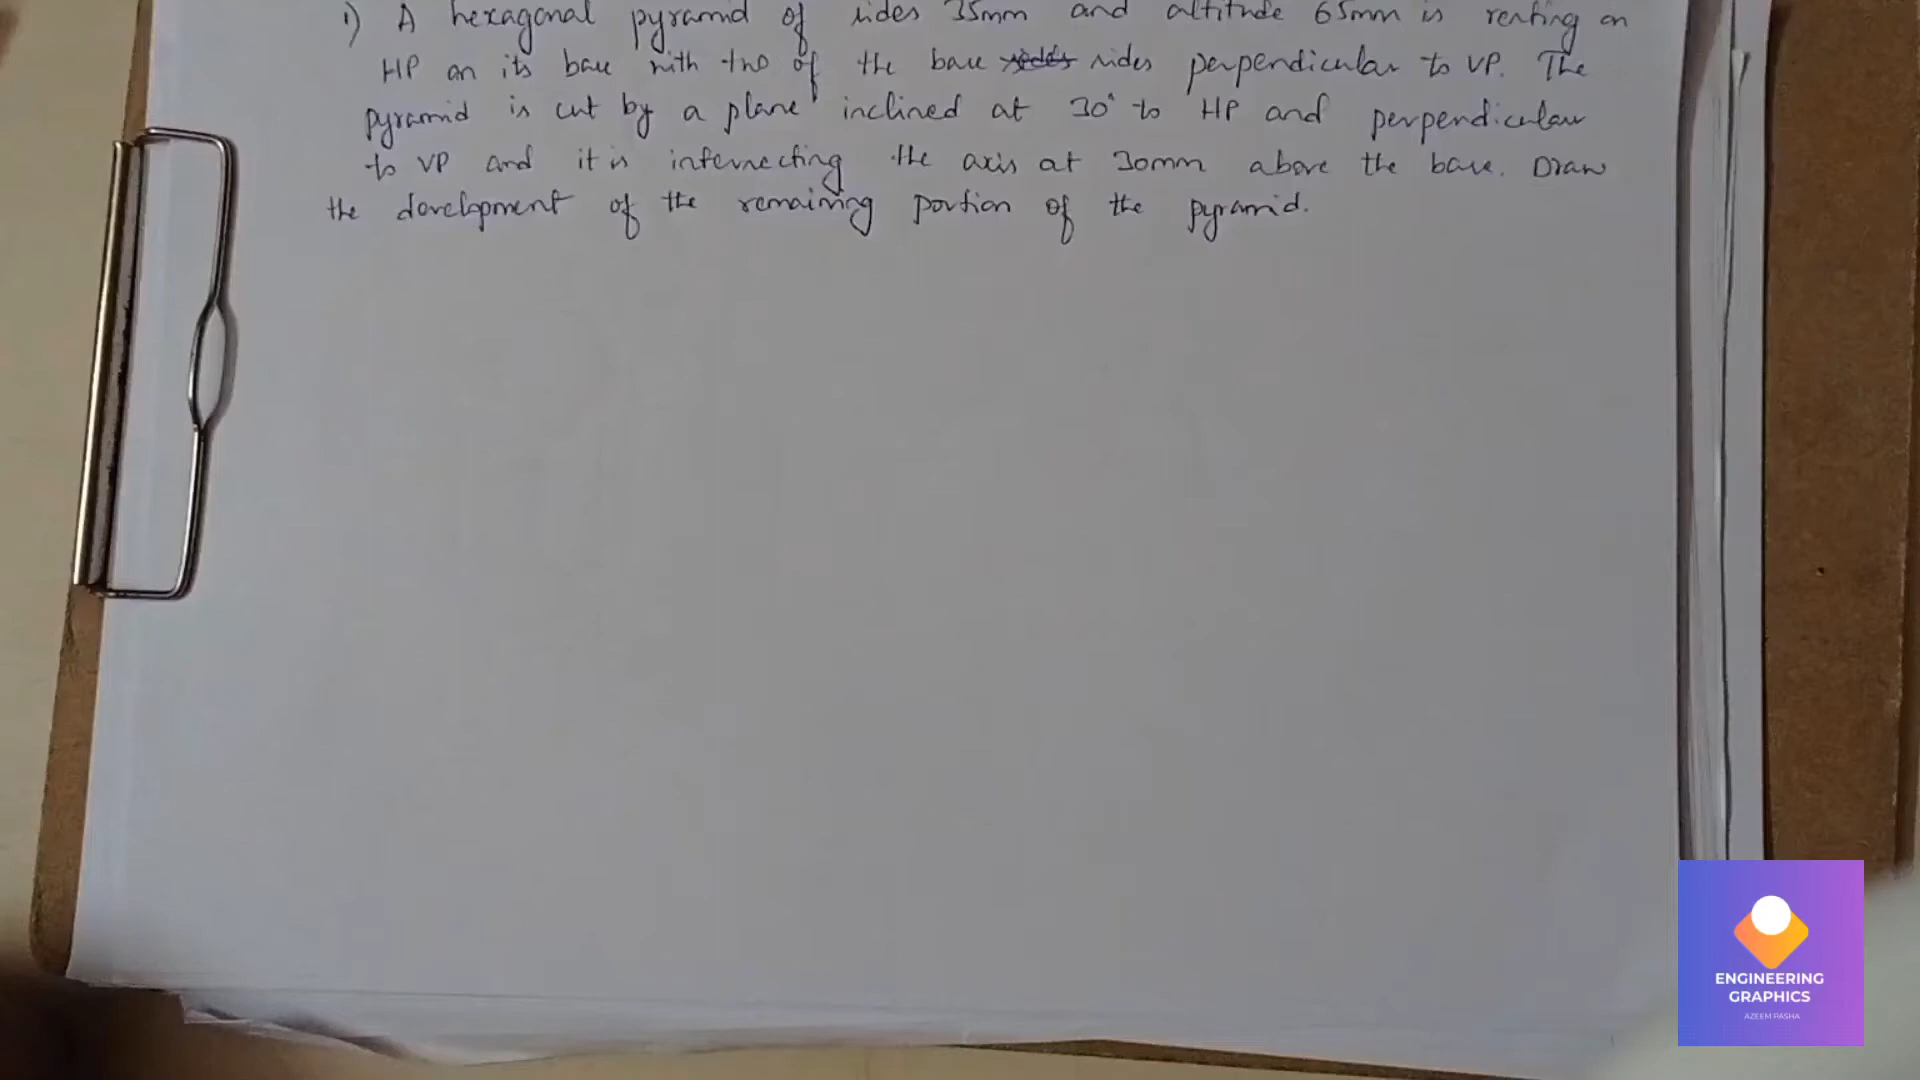 1) A hexagonal pyramid of sides 35mm and altitude 65mm is resting on
HP on its base with two of the base sides perpendicular to VP. The
pyramid is cut by a plane inclined at 30° to HP and perpendicular
to VP and it is intersecting the axis at 30mm above the base. Draw
the development of the remaining portion of the pyramid.
ENGINEERING
GRAPHICS
AZEEM PASHA